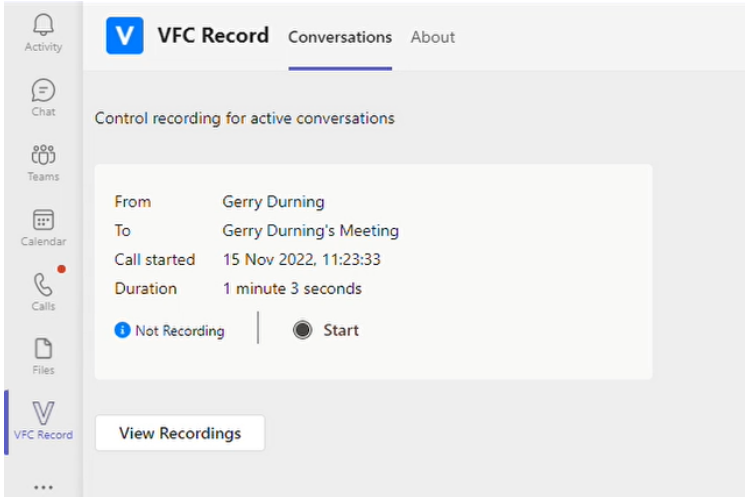 Activity
Chat
Teams
Calendar
Calls
Files
VFC Record
V VFC Record Conversations About
Control recording for active conversations
From Gerry Durning
To Gerry Durning's Meeting
Call started 15 Nov 2022, 11:23:33
Duration 1 minute 3 seconds
Not Recording Start
View Recordings